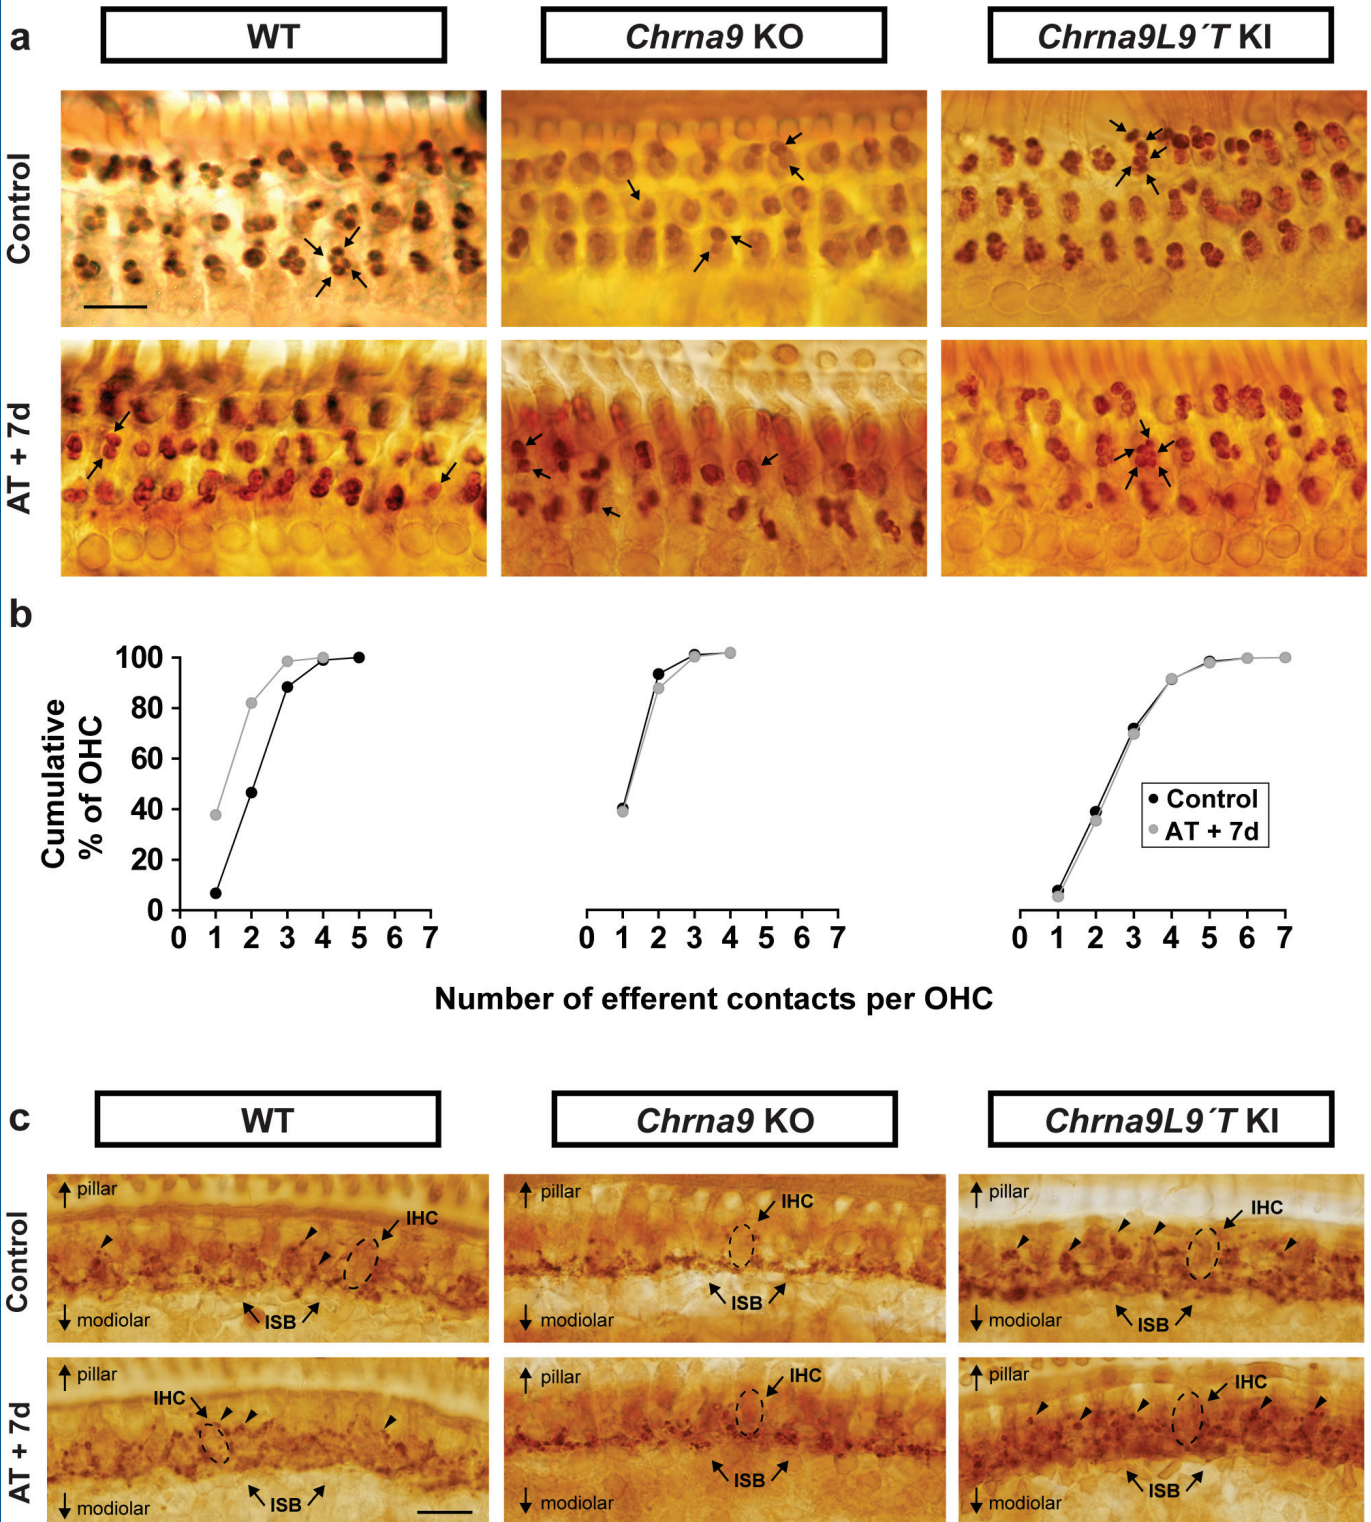 a
WT
Chrna9 KO
Chrna9L9´T KI
Control
AT + 7d
b
Cumulative
% of OHC
100
80
60
40
20
0
0 1 2 3 4 5 6 7
0 1 2 3 4 5 6 7
0 1 2 3 4 5 6 7
Control
AT + 7d
Number of efferent contacts per OHC
c
WT
Chrna9 KO
Chrna9L9´T KI
Control
pillar
IHC
ISB
modiolar
pillar
IHC
ISB
modiolar
pillar
IHC
ISB
modiolar
AT + 7d
pillar
IHC
ISB
modiolar
pillar
IHC
ISB
modiolar
pillar
IHC
ISB
modiolar